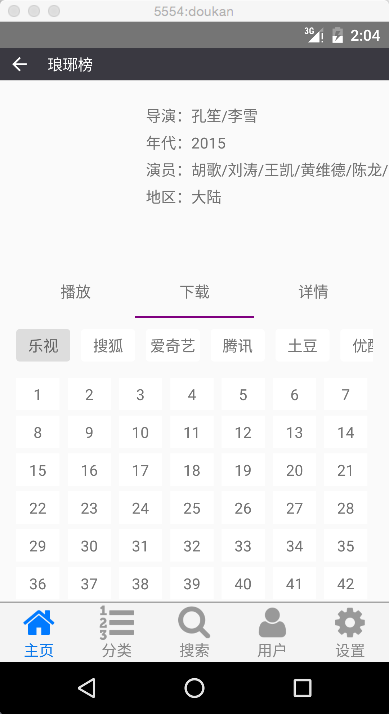 5554:doukan
3G 2:04
琅琊榜
导演：孔笙/李雪
年代：2015
演员：胡歌/刘涛/王凯/黄维德/陈龙/
地区：大陆
播放 下载 详情
乐视 搜狐 爱奇艺 腾讯 土豆 优酷
1 2 3 4 5 6 7
8 9 10 11 12 13 14
15 16 17 18 19 20 21
22 23 24 25 26 27 28
29 30 31 32 33 34 35
36 37 38 39 40 41 42
主页 分类 搜索 用户 设置